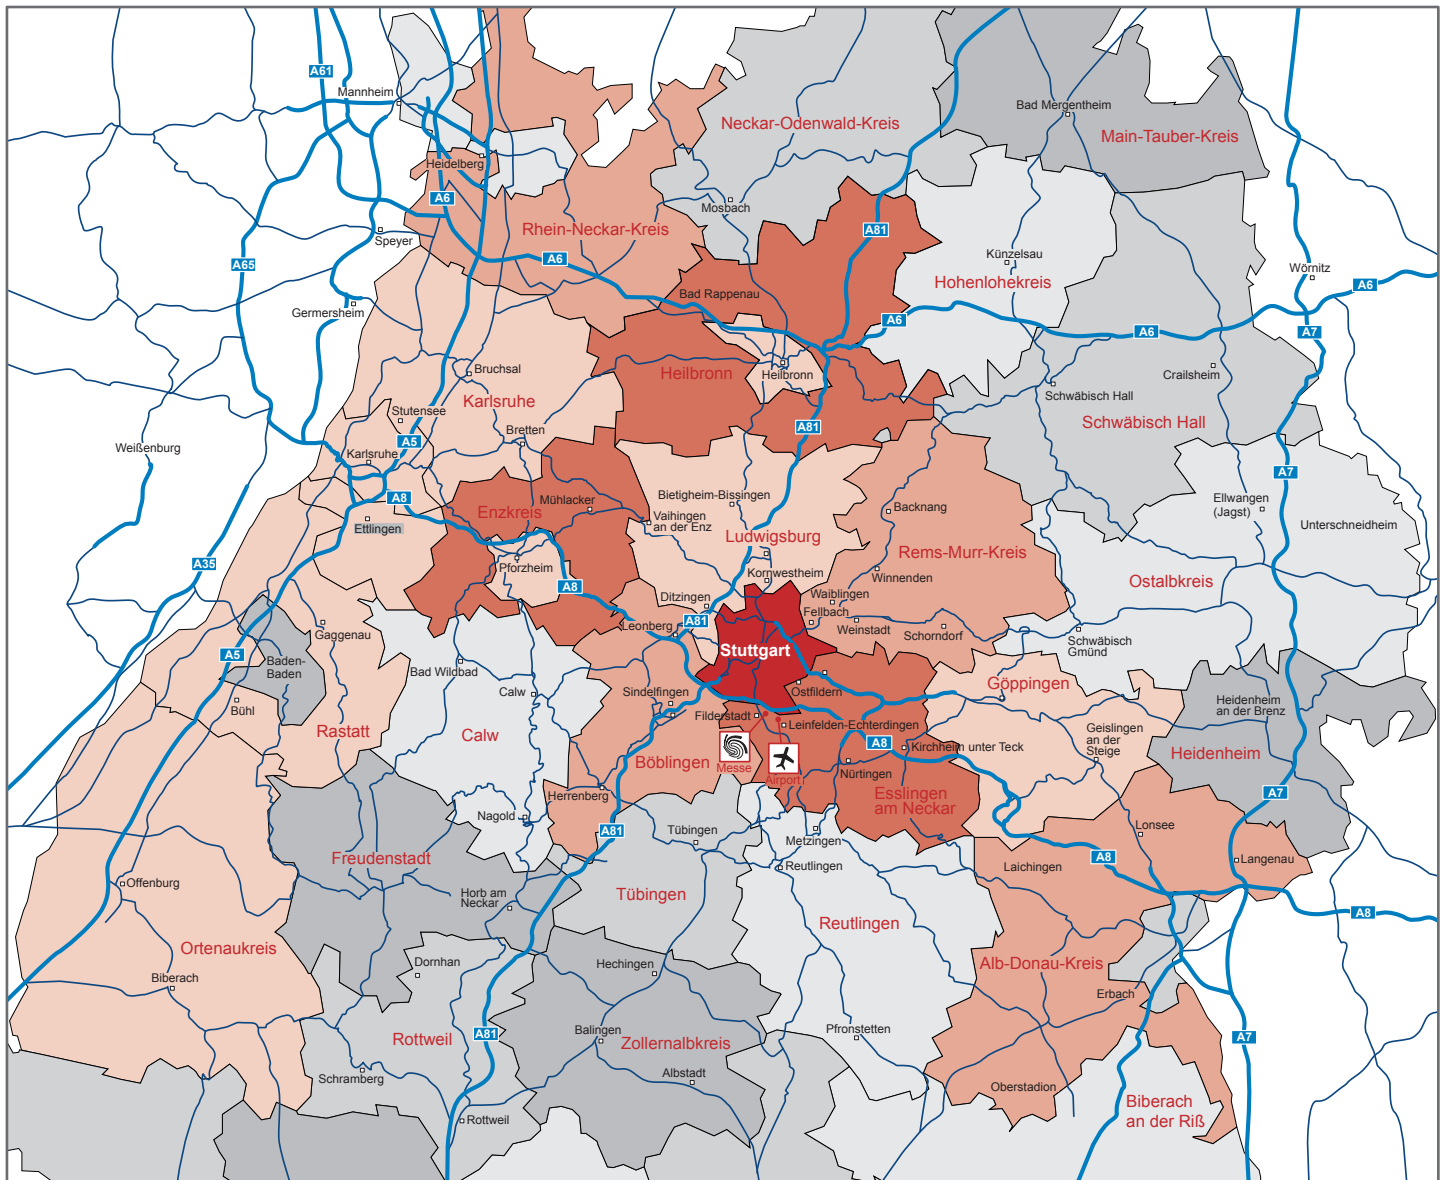 A61
Mannheim
Bad Mergentheim
Neckar-Odenwald-Kreis
Main-Tauber-Kreis
Heidelberg
A6
Mosbach
Rhein-Neckar-Kreis
A81
Speyer
A65
A6
Künzelsau
Hohenlohekreis
Wörnitz
A6
Bad Rappenau
Germersheim
A6
A6
A7
Bruchsal
Heilbronn
Heilbronn
Crailsheim
Karlsruhe
Schwäbisch Hall
Stutensee
Schwäbisch Hall
Bretten
A81
A5
Weißenburg
Karlsruhe
A7
A8
Mühlacker
Bietigheim-Bissingen
Ellwangen
(Jagst)
Enzkreis
Backnang
Vaihingen
an der Enz
Unterschneidheim
Ettlingen
Ludwigsburg
Rems-Murr-Kreis
A35
Pforzheim
Kornwestheim
Winnenden
Ostalbkreis
A8
Ditzingen
Waiblingen
Fellbach
Leonberg
A81
Weinstadt
Schorndorf
Gaggenau
Schwäbisch
Gmünd
A5
Baden-
Baden
Stuttgart
Bad Wildbad
Calw
Sindelfingen
Ostfildern
Göppingen
Heidenheim
an der Brenz
Bühl
Filderstadt
Leinfelden-Echterdingen
Rastatt
Calw
A8
Kirchheim unter Teck
Geislingen
an der
Steige
Heidenheim
Böblingen
Messe
Airport
Nürtingen
Herrenberg
Esslingen
am Neckar
A7
Nagold
A81
Tübingen
Metzingen
Lonsee
Freudenstadt
Reutlingen
Laichingen
A8
Langenau
Offenburg
Horb am
Neckar
Tübingen
Reutlingen
A8
Ortenaukreis
Dornhan
Hechingen
Alb-Donau-Kreis
Biberach
Erbach
Rottweil
A81
Balingen
Zollernalbkreis
Pfronstetten
A7
Schramberg
Albstadt
Oberstadion
Rottweil
Biberach
an der Riß